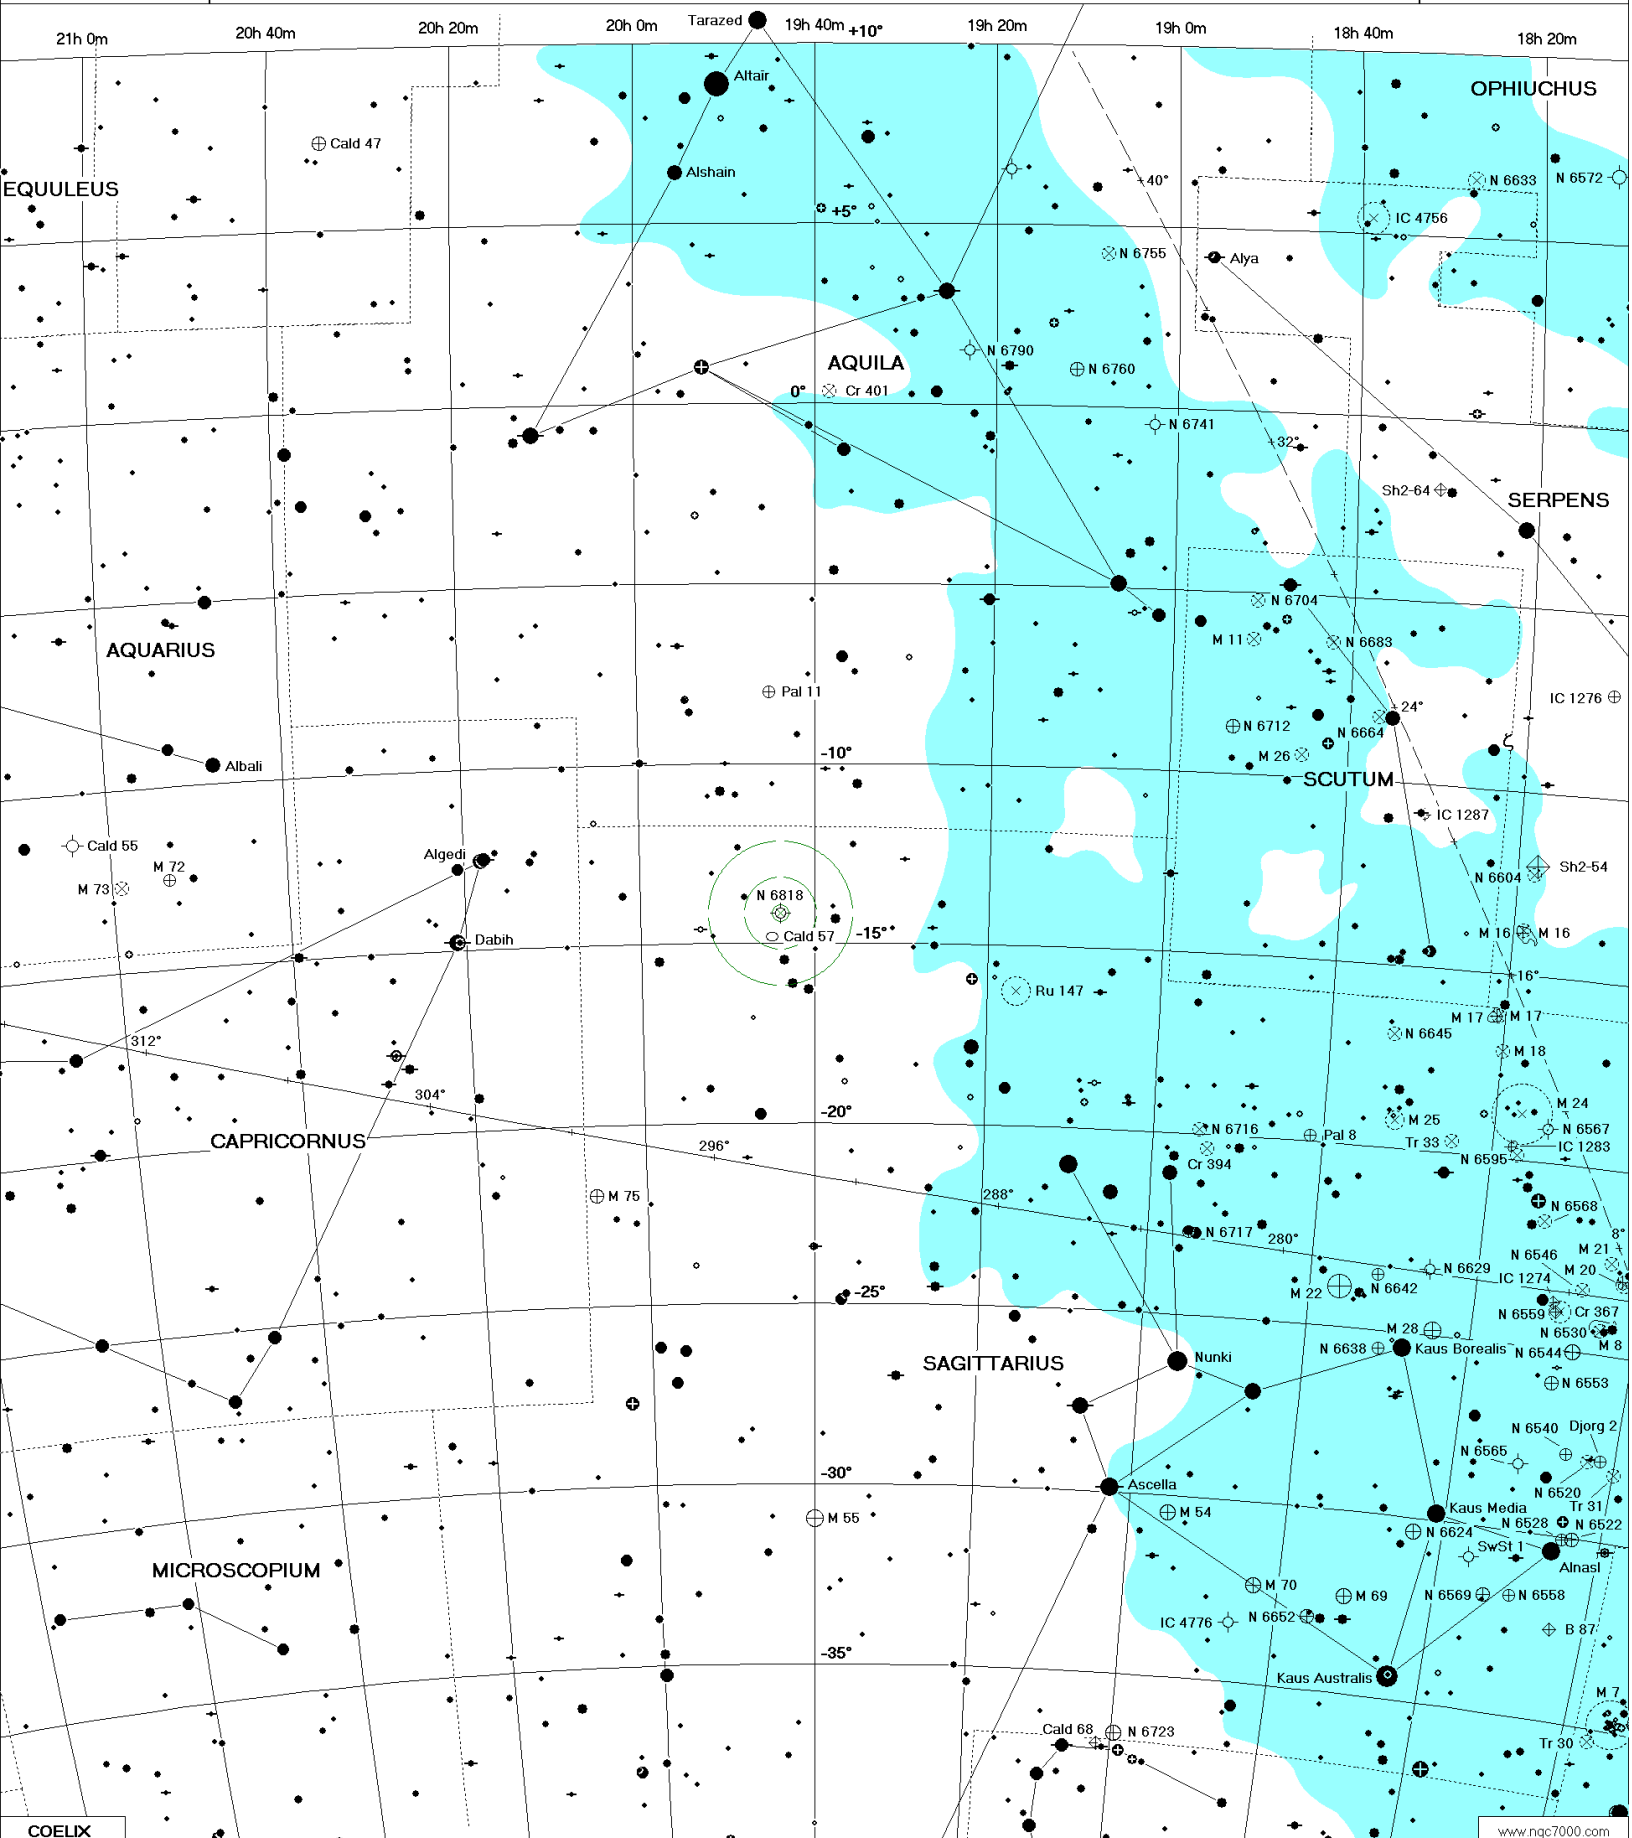 21h 0m 20h 40m 20h 20m 20h 0m Tarazed 19h 40m +10° 19h 20m 19h 0m 18h 40m 18h 20m
Altaïr
OPHIUCHUS
Cald 47
Alshain
EQUULEUS
40°
N 6633
N 6572
+5°
IC 4756
N 6755
Alya
N 6790
AQUILA
N 6760
0°
Cr 401
N 6741
32°
Sh2-64
SERPENS
N 6704
M 11
N 6683
AQUARIUS
Pal 11
IC 1276
24°
N 6712
N 6664
ζ
-10°
M 26
Albali
SCUTUM
IC 1287
Cald 55
Algedi
M 72
Sh2-54
M 73
N 6604
N 6818
Cald 57
-15°
Dabih
M 16
M 16
16°
Ru 147
M 17
M 17
N 6645
312°
M 18
304°
M 24
-20°
M 25
N 6716
Pal 8
N 6567
CAPRICORNUS
Tr 33
296°
IC 1283
N 6595
Cr 394
M 75
288°
N 6568
N 6717
280°
8°
N 6546
M 21
N 6629
M 20
IC 1274
-25°
M 22
N 6642
N 6559
Cr 367
M 28
N 6530
M 8
N 6638
Kaus Borealis
N 6544
Nunki
SAGITTARIUS
N 6553
N 6540
Djorg 2
N 6565
-30°
Ascella
N 6520
Kaus Media
Tr 31
M 55
M 54
N 6528
N 6522
N 6624
SwSt 1
Alnasl
MICROSCOPIUM
M 70
M 69
N 6569
N 6558
IC 4776
N 6652
B 87
-35°
Kaus Australis
M 7
Cald 68
N 6723
Tr 30
COELIX
www.ngc7000.com